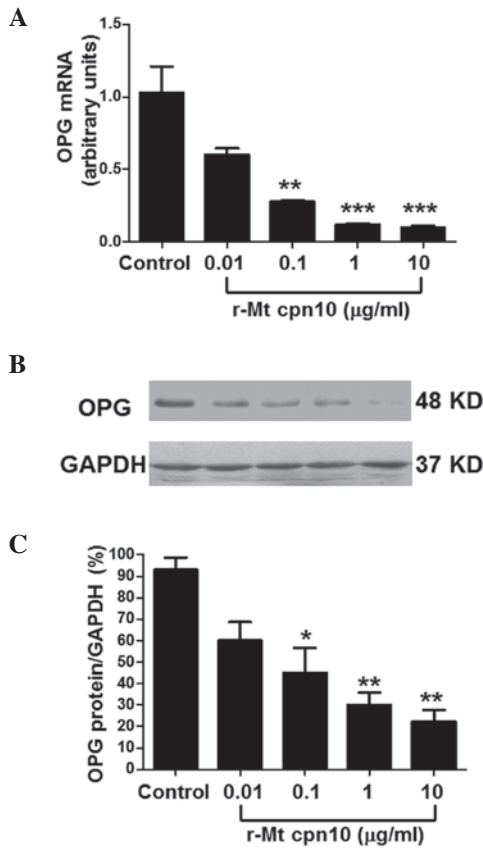 A
OPG mRNA
(arbitrary units)
1.5
1.0
0.5
0.0
**
***
***
Control 0.01 0.1 1 10
r-Mt cpn10 (μg/ml)
B
OPG 48 KD
GAPDH 37 KD
C
OPG protein/GAPDH (%)
100
90
80
70
60
50
40
30
20
10
0
*
**
**
Control 0.01 0.1 1 10
r-Mt cpn10 (μg/ml)